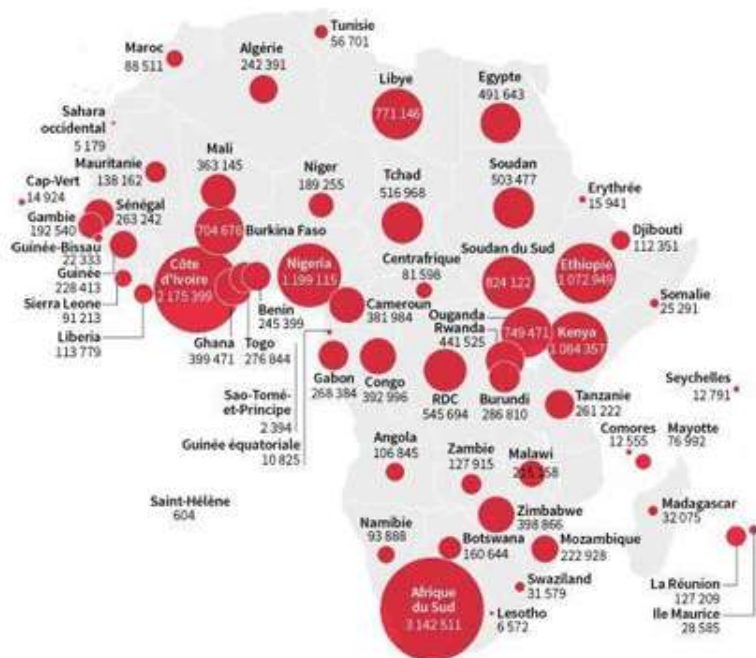 Tunisie
56 701
Maroc
88 511
Algérie
242 391
Libye
771 146
Egypte
491 643
Sahara
occidental
5 179
Mauritanie
138 162
Mali
363 145
Niger
189 255
Tchad
516 968
Soudan
503 477
Erythrée
15 941
Cap-Vert
14 924
Sénégal
263 242
Gambie
192 540
Guinée-Bissau
22 333
Guinée
228 413
Sierra Leone
91 213
Liberia
113 779
704 676 Burkina Faso
Côte
d'Ivoire
2 175 399
Nigeria
1 199 115
Centrafrique
81 598
Soudan du Sud
824 122
Ethiopie
1 072 949
Djibouti
112 351
Somalie
25 291
Benin
245 399
Ghana
399 471
Togo
276 844
Cameroun
381 984
Ouganda
749 471
Rwanda
441 525
Kenya
1 084 357
Gabon
268 384
Congo
392 996
RDC
545 694
Burundi
286 810
Tanzanie
261 222
Seychelles
12 791
Sao-Tomé-
et-Principe
2 394
Guinée équatoriale
10 825
Comores
12 555
Mayotte
76 992
Angola
106 845
Zambie
127 915
Malawi
Saint-Hélène
604
Zimbabwe
398 866
Madagascar
32 075
Namibie
93 888
Botswana
160 644
Mozambique
222 928
Swaziland
31 579
La Réunion
127 209
Ile Maurice
28 585
Afrique
du Sud
3 142 511
Lesotho
6 572